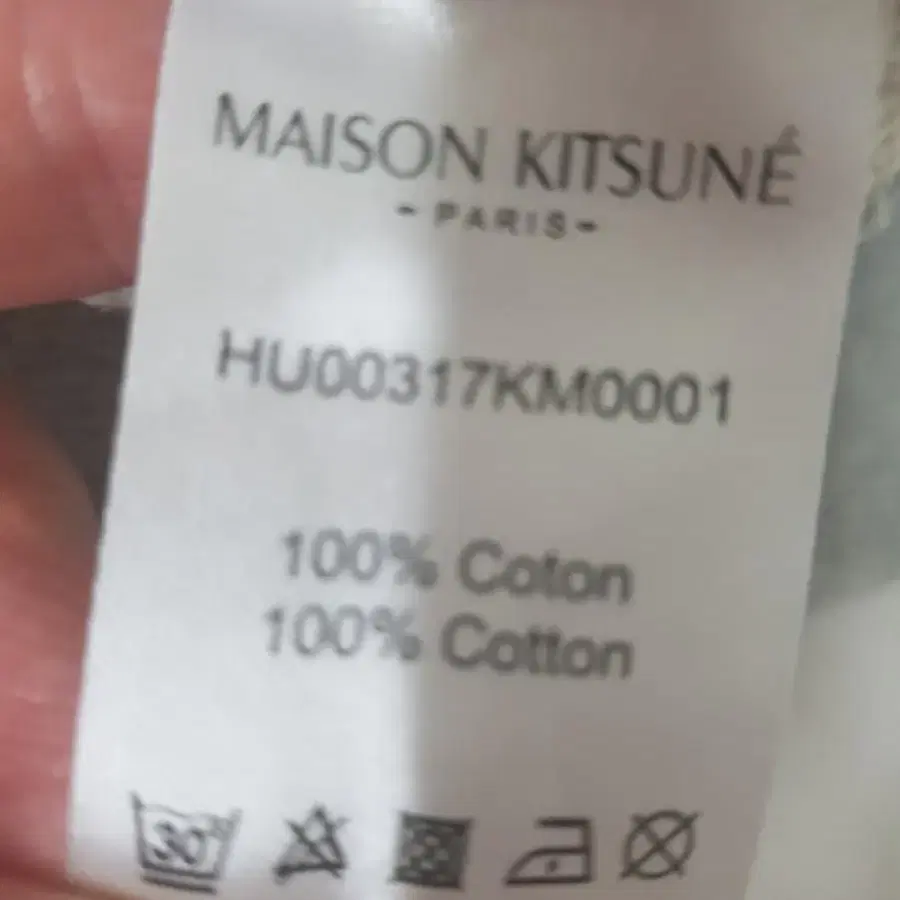 MAISON KITSUNÉ
- PARIS -
HU00317KM0001
100% Coton
100% Cotton
30°